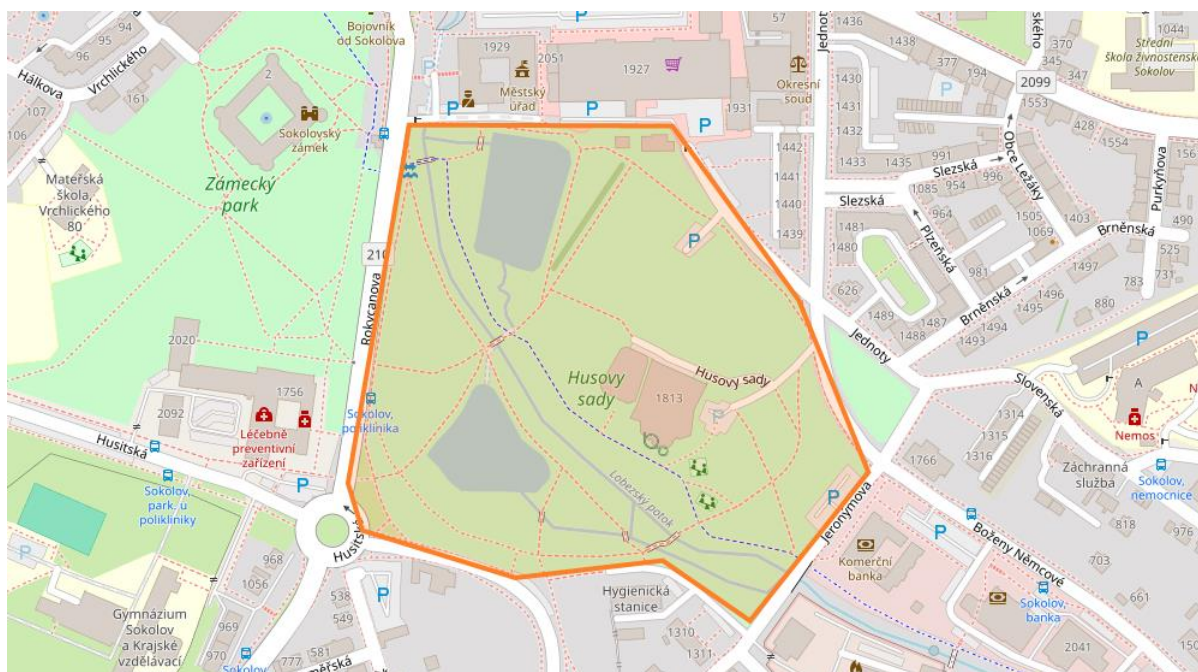 Bojovník
od Sokolova
94
95
96
Vrchlického
Hálkova
161
107
106
2
Sokolovský
zámek
Zámecký
park
Mateřská
škola,
Vrchlického
80
1929
2051
Městský
úřad
1927
P
P
P
P
P
57
Jednoty
Okresní
soud
1931
1436
1438
377
194
1430
1431
1432
1433
1435
991
P
2099
370
345
347
1553
428
1554
156
1044
Střední
škola živnostenská
Sokolov
ského
1442
1441
1440
1439
Slezská
Slezská
1085
954
996
964
Obce Ležáky
1505
1403
1069
Purkyňova
490
525
731
783
Brněnská
Brněnská
1481
1480
Plzeňská
981
1497
1496
1495
1494
1493
880
626
1489
1488
1487
Jednoty
210
Rokycanova
P
2020
1756
2092
Léčebně
preventivní
zařízení
Husitská
Sokolov,
poliklinika
Sokolov,
park. u
polikliniky
P
P
Husovy
sady
Husovy sady
1813
P
P
Lobezský potok
Jeronýmova
Slovenská
P
A
N
Nemos
1314
1315
1316
1766
Záchranná
služba
Sokolov,
nemocnice
818
976
P
Boženy Němcové
703
661
Komerční
banka
Sokolov,
banka
2041
Husitská
968
1056
969
970
Gymnázium
Sokolov
a Krajské
vzdělávací
Sokolov,
538
549
581
777
P
Hygienická
stanice
1310
1311